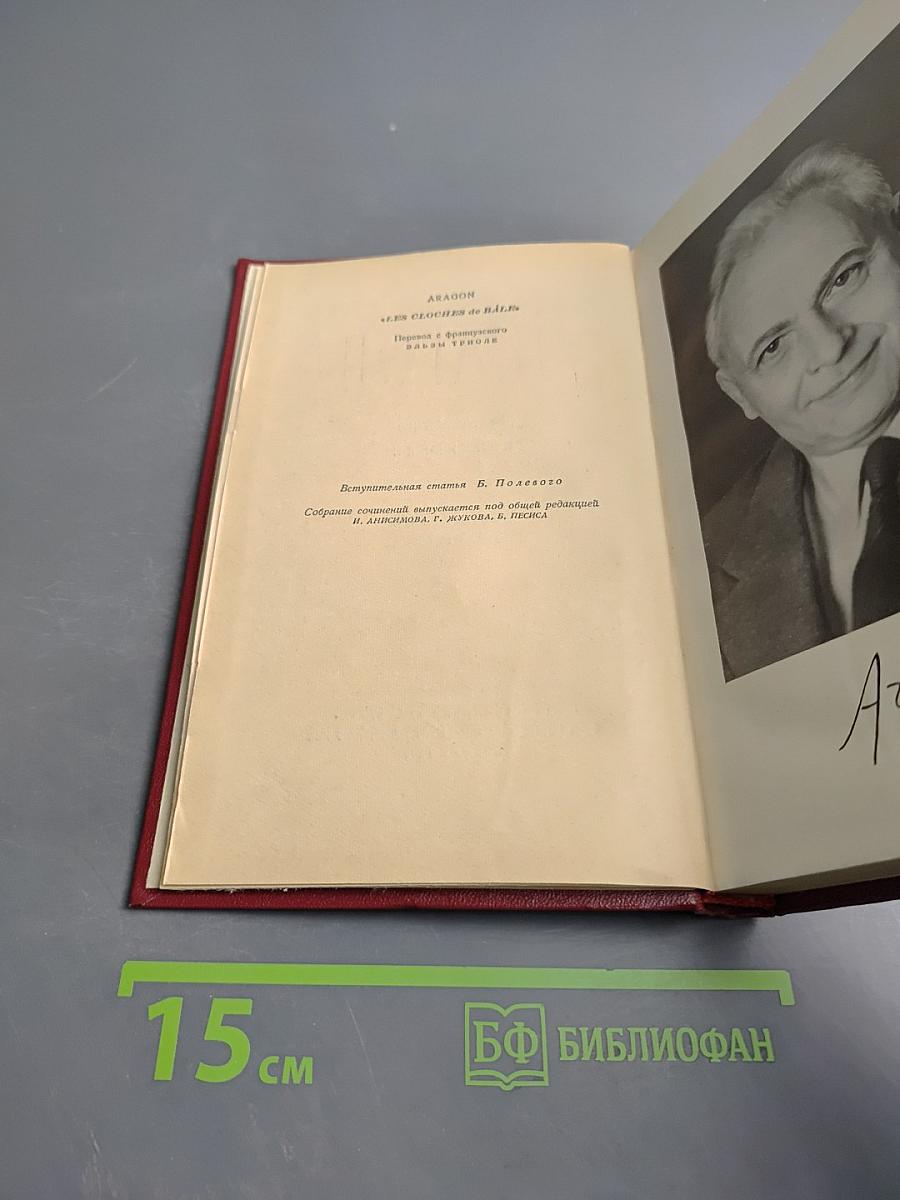 ARAGON
«LES CLOCHES de BÂLE»
Перевод с французского
ЭЛЬЗЫ ТРИОЛЕ
Вступительная статья Б. Полевого
Собрание сочинений выпускается под общей редакцией
И. АНИСИМОВА, Г. ЖУКОВА, Б. ПЕСИСА
15 см
БФ БИБЛИОФАН